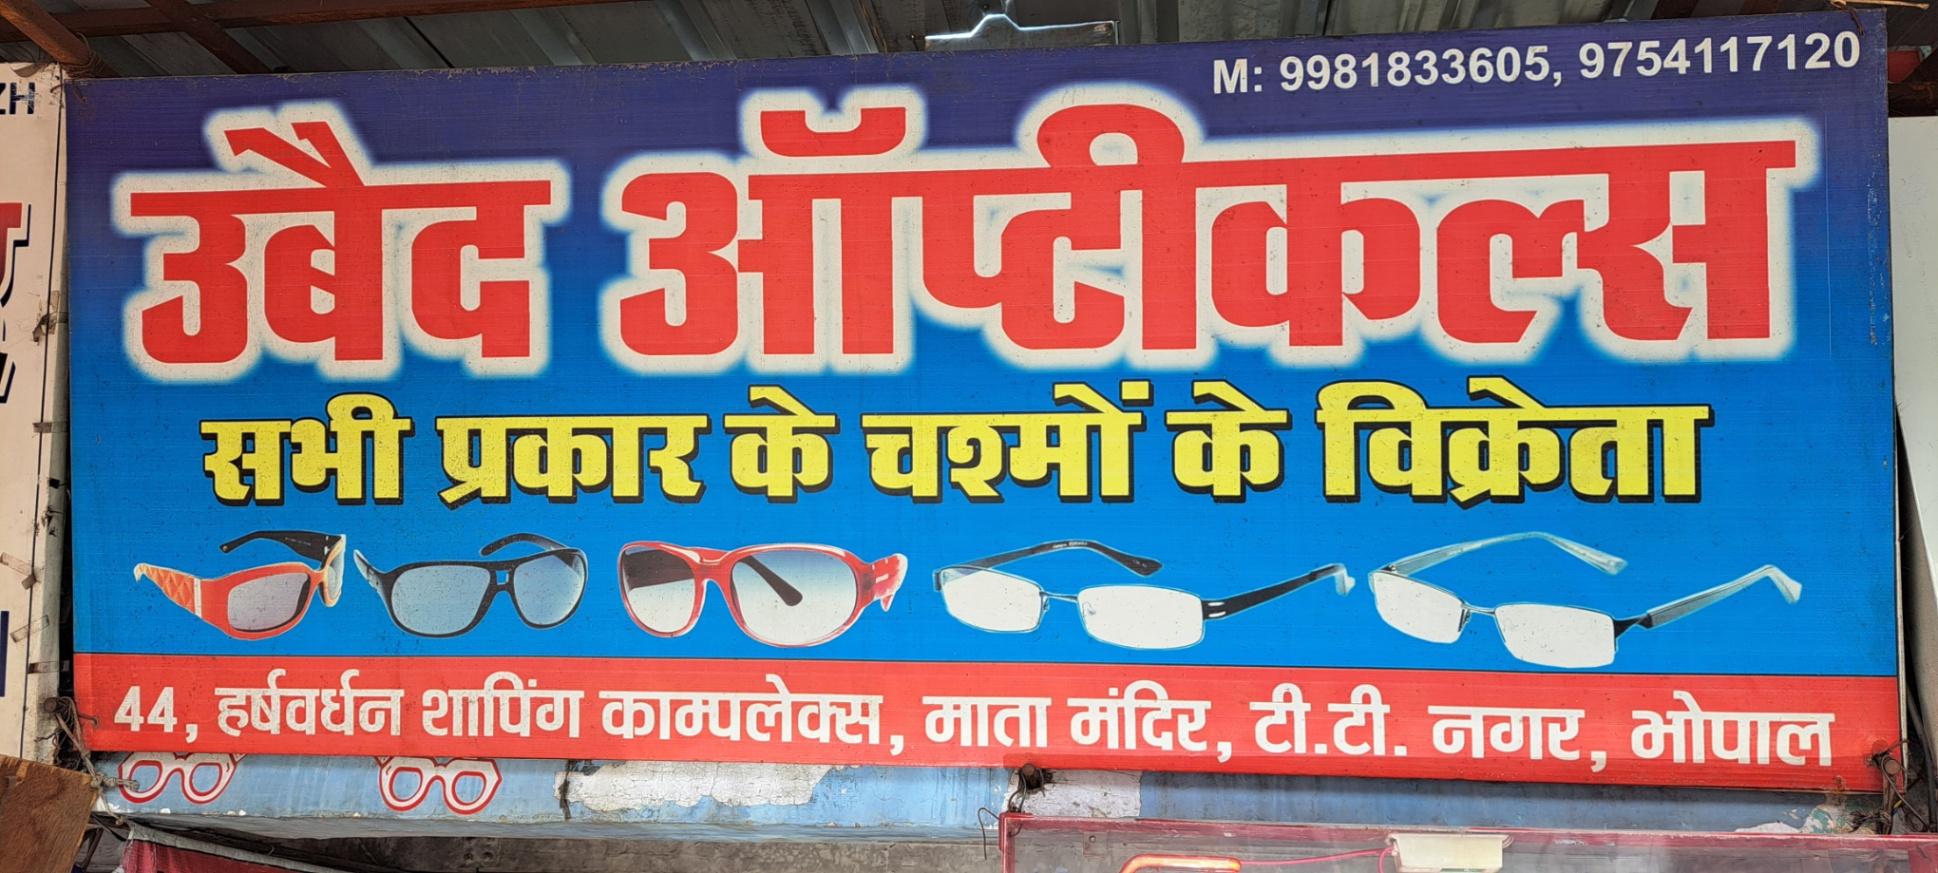 M: 9981833605, 9754117120
उबैद ऑप्टीकल्स
सभी प्रकार के चश्मों के विक्रेता
44, हर्षवर्धन शापिंग काम्पलेक्स, माता मंदिर, टी.टी. नगर, भोपाल